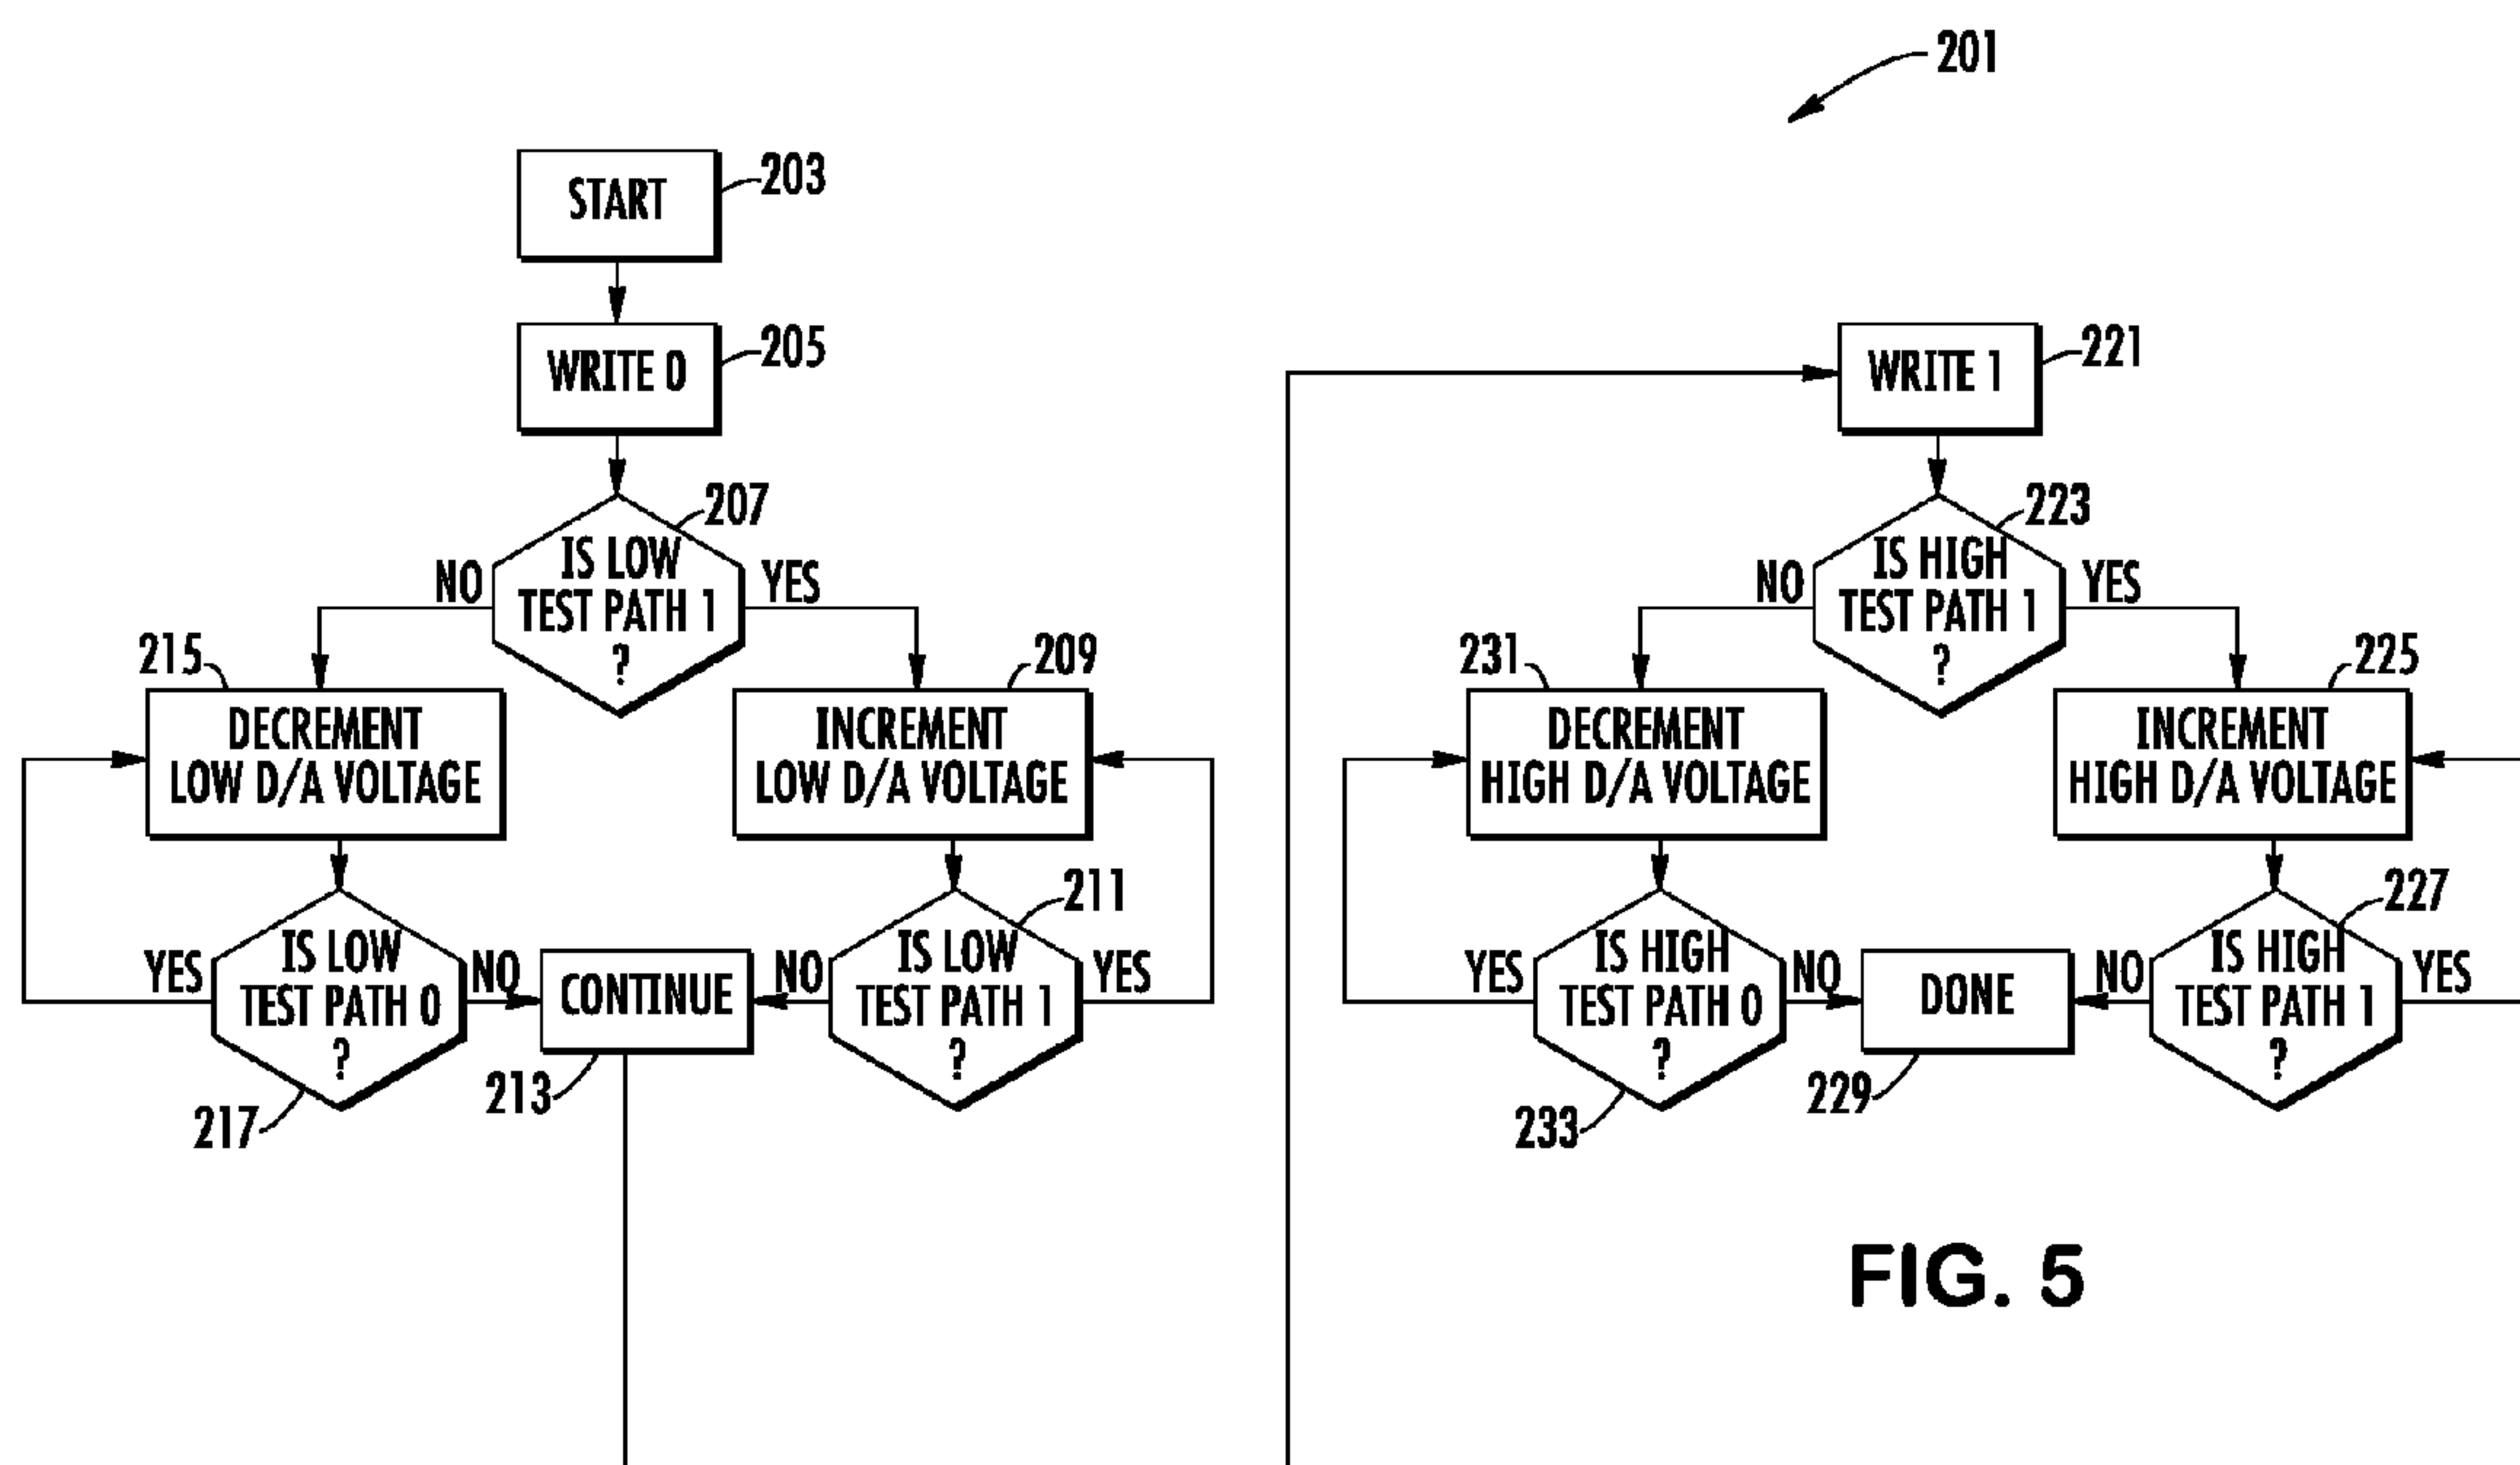 201
START
203
WRITE 0
205
207
IS LOW
TEST PATH 1
?
NO
YES
215
DECREMENT
LOW D/A VOLTAGE
209
INCREMENT
LOW D/A VOLTAGE
217
IS LOW
TEST PATH 0
?
YES
NO
CONTINUE
213
211
IS LOW
TEST PATH 1
?
NO
YES
WRITE 1
221
223
IS HIGH
TEST PATH 1
?
NO
YES
231
DECREMENT
HIGH D/A VOLTAGE
225
INCREMENT
HIGH D/A VOLTAGE
233
IS HIGH
TEST PATH 0
?
YES
NO
DONE
229
227
IS HIGH
TEST PATH 1
?
NO
YES
FIG. 5